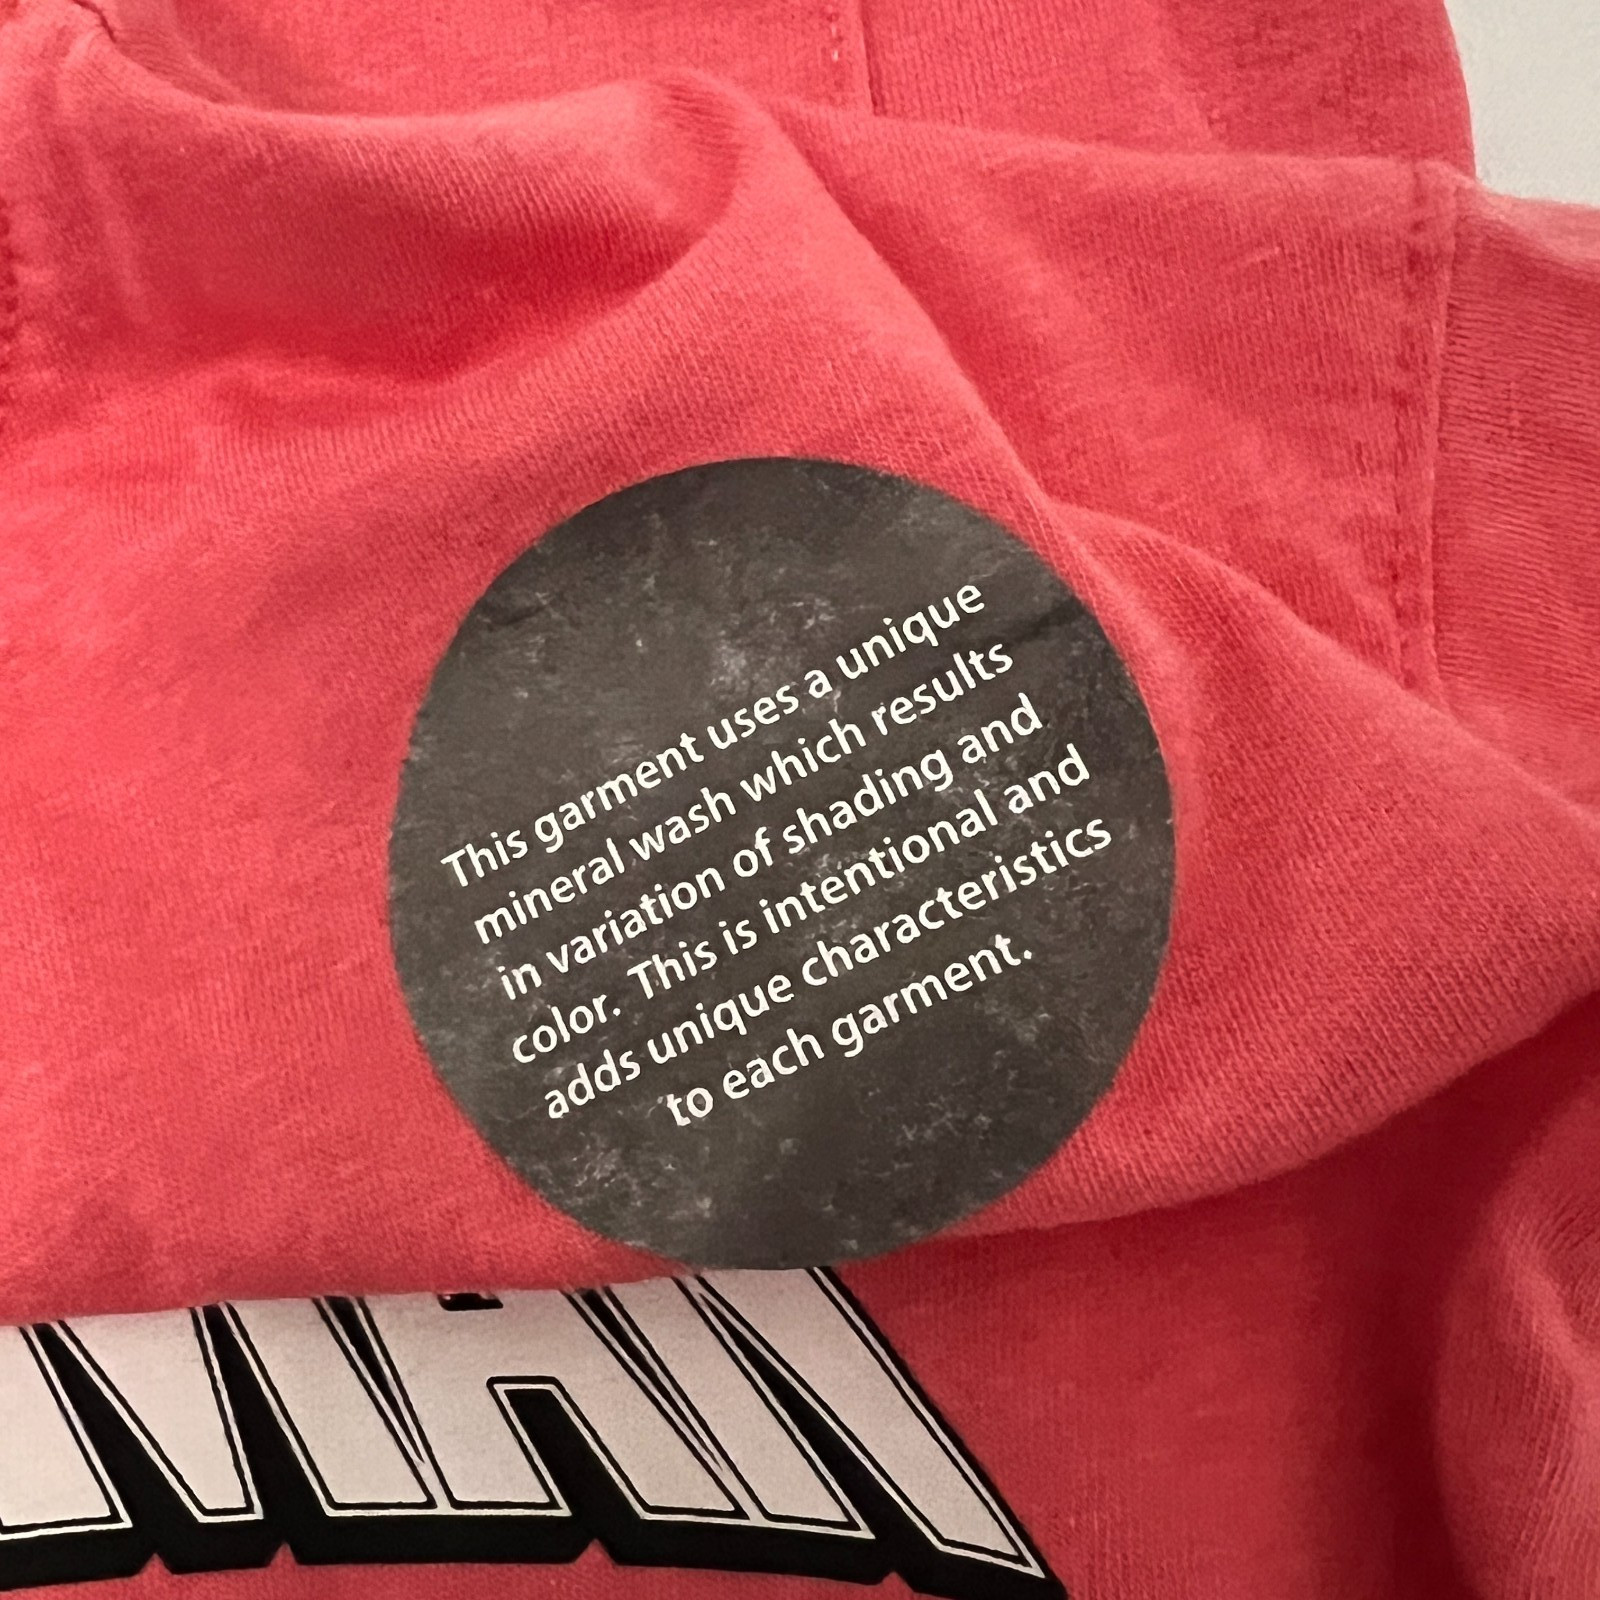 This garment uses a unique
mineral wash which results
in variation of shading and
color. This is intentional and
adds unique characteristics
to each garment.
MAN